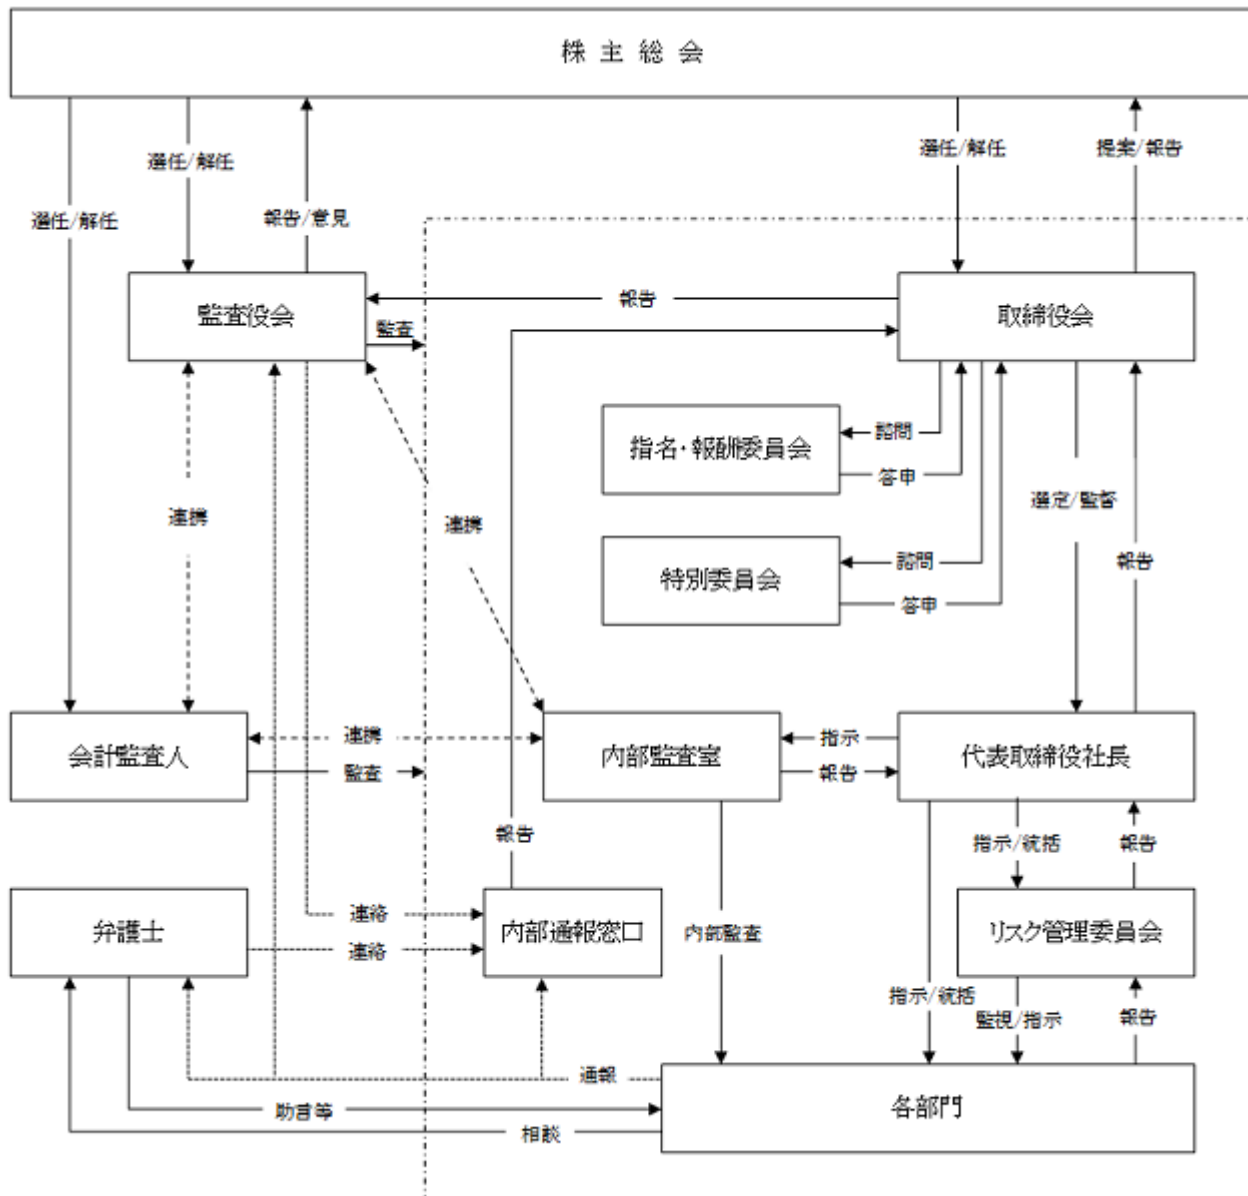 株主総会
選任/解任
選任/解任
提案/報告
選任/解任
報告/意見
監査役会
報告
取締役会
監査
指名・報酬委員会
諮問
答申
選定/監督
連携
連携
特別委員会
諮問
答申
報告
会計監査人
連携
監査
内部監査室
指示
報告
代表取締役社長
報告
指示/統括
報告
弁護士
連絡
連絡
内部通報窓口
内部監査
リスク管理委員会
指示/統括
監視/指示
報告
通報
各部門
助言等
相談